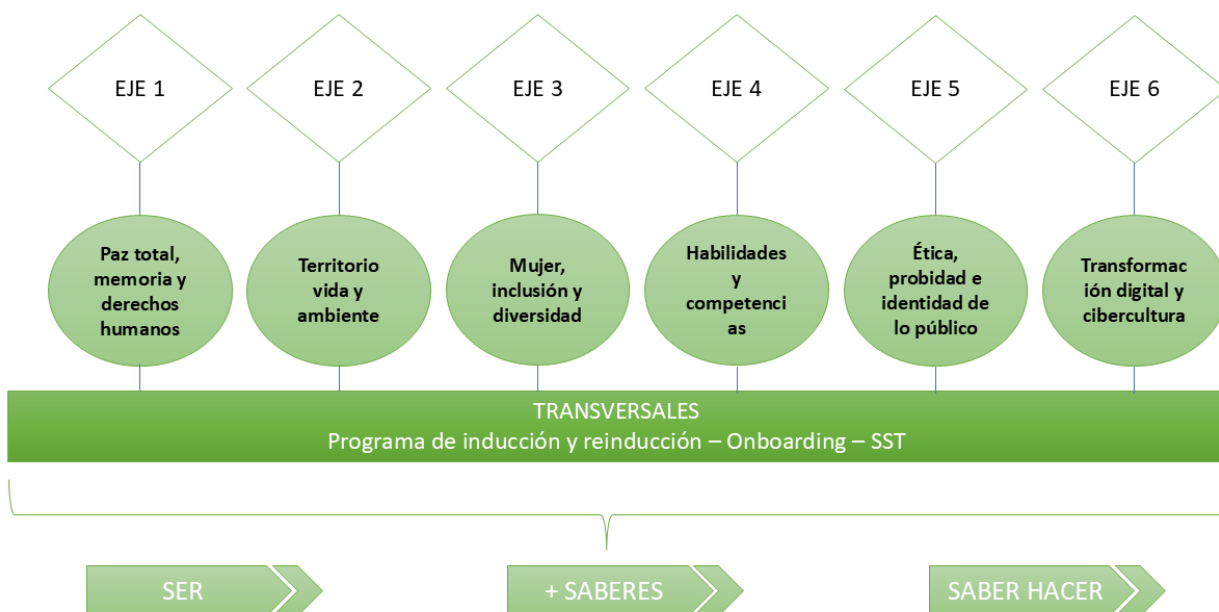 EJE 1
EJE 2
EJE 3
EJE 4
EJE 5
EJE 6
Paz total,
memoria y
derechos
humanos
Territorio
vida y
ambiente
Mujer,
inclusión y
diversidad
Habilidades
y
competenci
as
Ética,
probidad e
identidad de
lo público
Transformac
ión digital y
cibercultura
TRANSVERSALES
Programa de inducción y reinducción – Onboarding – SST
SER
+ SABERES
SABER HACER